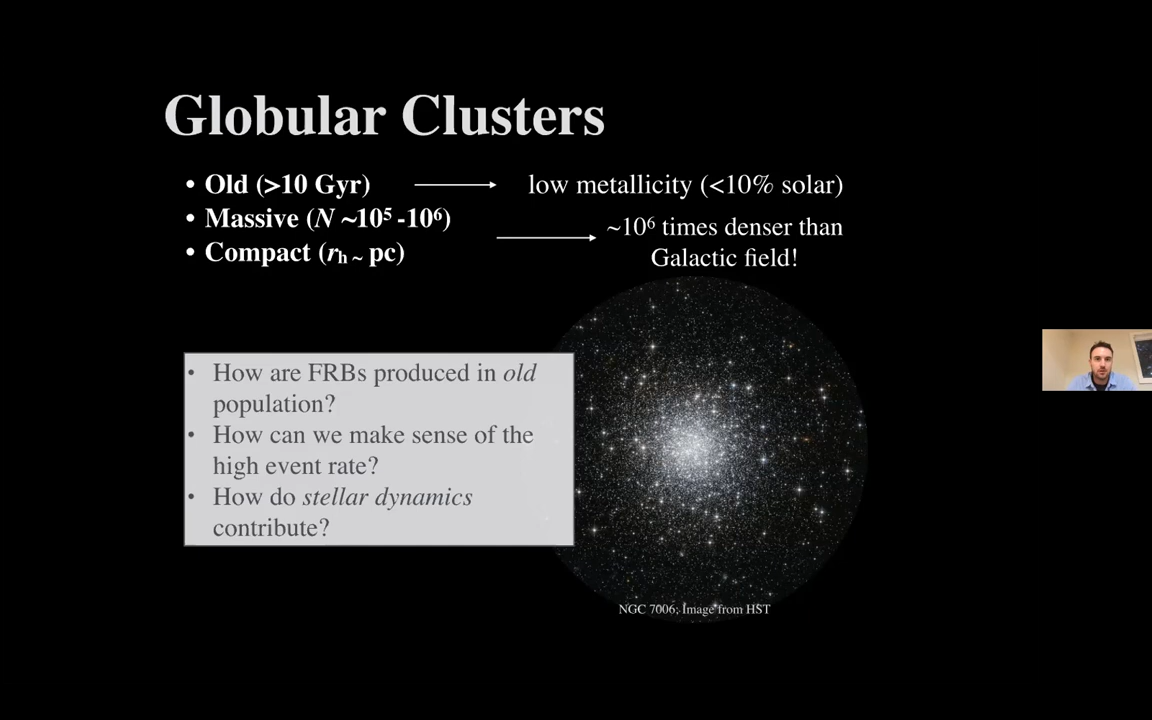 Globular Clusters
• Old (>10 Gyr)
low metallicity (<10% solar)
• Massive (N ~10⁵ -10⁶)
~10⁶ times denser than
Galactic field!
• Compact (rₕ ~ pc)
• How are FRBs produced in old
population?
• How can we make sense of the
high event rate?
• How do stellar dynamics
contribute?
NGC 7006; Image from HST